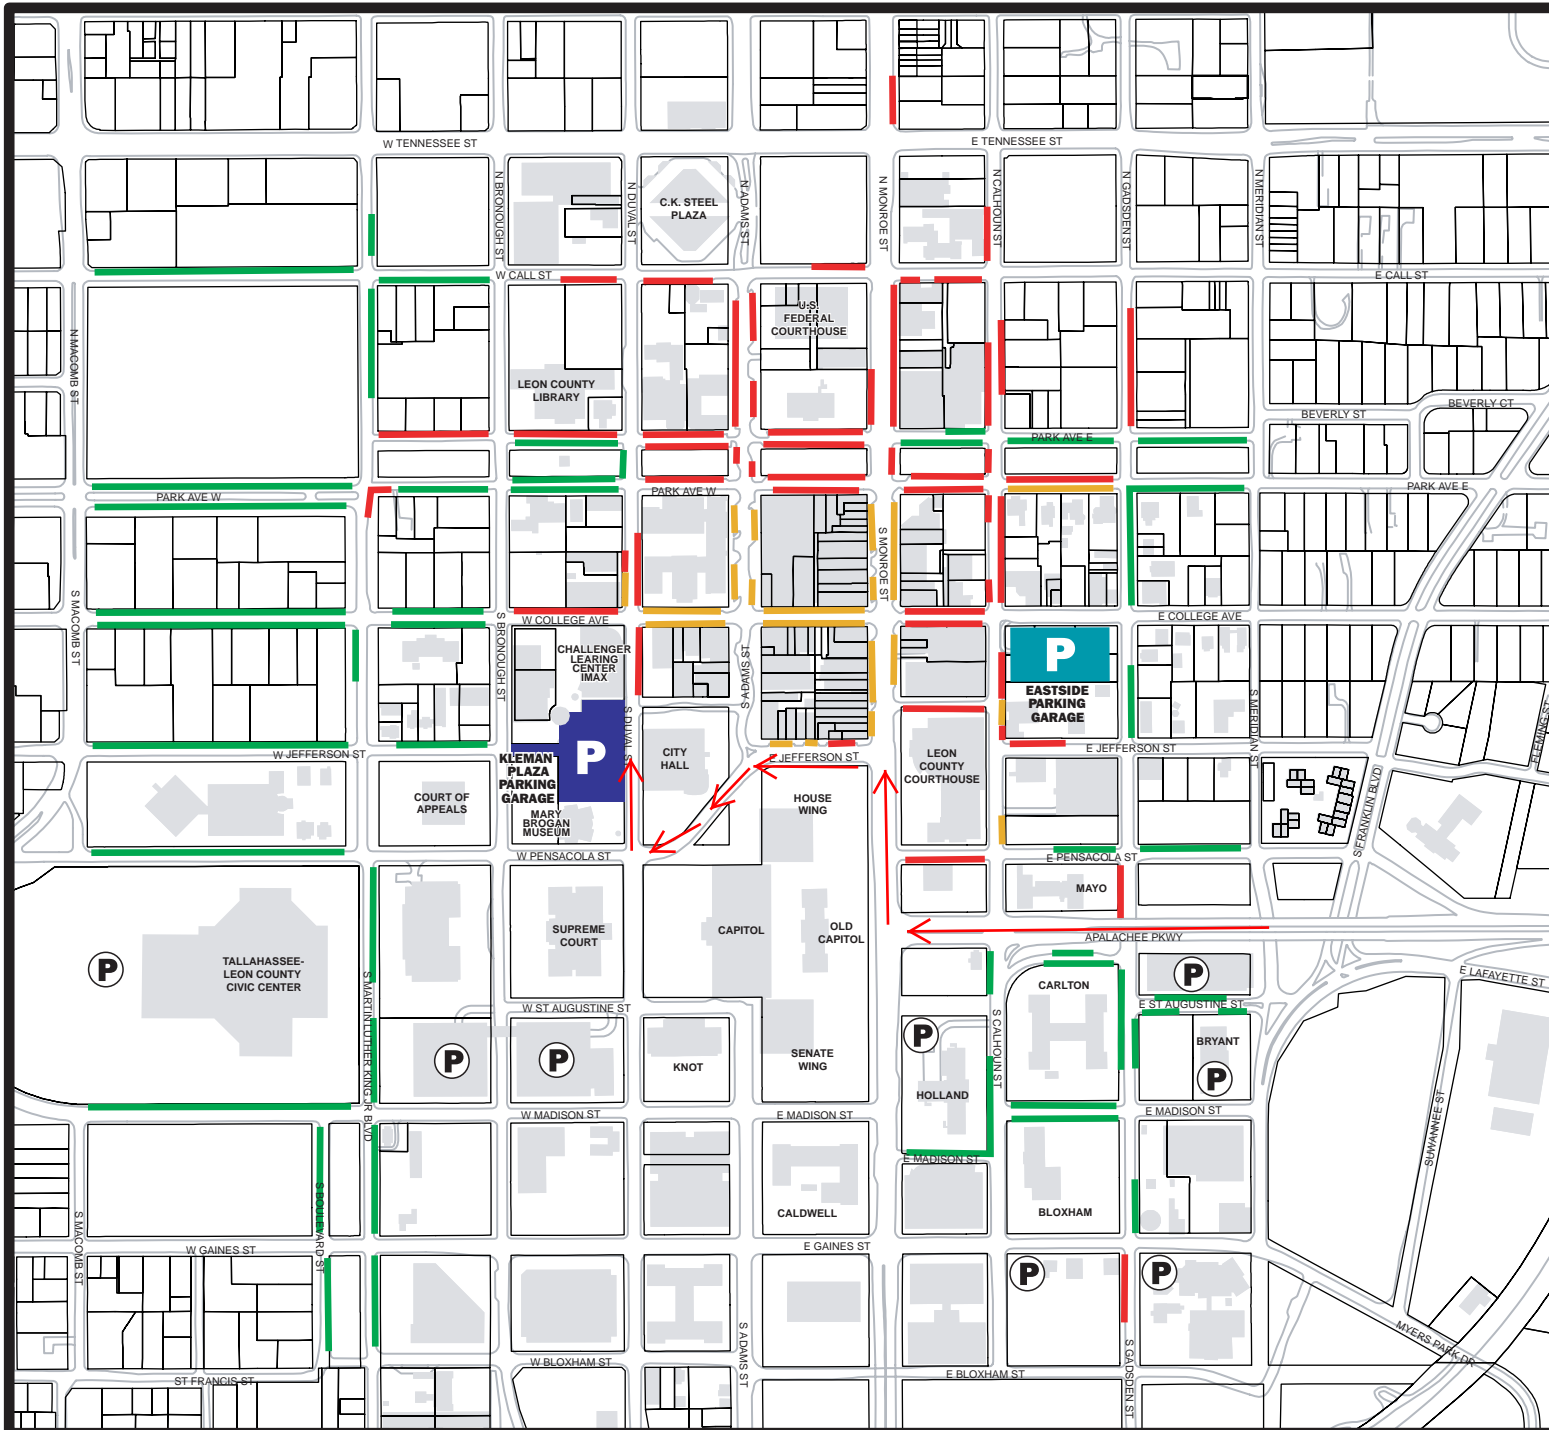 W TENNESSEE ST
E TENNESSEE ST
N BRONOUGH ST
N DUVAL ST
C.K. STEEL
PLAZA
N ADAMS ST
N MONROE ST
N CALHOUN ST
N GADSDEN ST
N MERIDIAN ST
W CALL ST
E CALL ST
N MACOMB ST
U.S.
FEDERAL
COURTHOUSE
LEON COUNTY
LIBRARY
BEVERLY ST
BEVERLY CT
PARK AVE E
PARK AVE W
PARK AVE W
PARK AVE E
S MONROE ST
S MACOMB ST
S BRONOUGH ST
W COLLEGE AVE
E COLLEGE AVE
CHALLENGER
LEARING
CENTER
IMAX
S ADAMS ST
P
EASTSIDE
PARKING
GARAGE
S MERIDIAN ST
FLEMING ST
S DUVAL ST
P
KLEMAN
PLAZA
PARKING
GARAGE
CITY
HALL
W JEFFERSON ST
E JEFFERSON ST
E JEFFERSON ST
LEON
COUNTY
COURTHOUSE
COURT OF
APPEALS
HOUSE
WING
MARY
BROGAN
MUSEUM
S FRANKLIN BLVD
W PENSACOLA ST
E PENSACOLA ST
MAYO
SUPREME
COURT
CAPITOL
OLD
CAPITOL
APALACHEE PKWY
P
TALLAHASSEE-
LEON COUNTY
CIVIC CENTER
S MARTIN LUTHER KING JR BLVD
CARLTON
P
E LAFAYETTE ST
W ST AUGUSTINE ST
E ST AUGUSTINE ST
S CALHOUN ST
P
P
P
KNOT
SENATE
WING
BRYANT
P
HOLLAND
W MADISON ST
E MADISON ST
E MADISON ST
E MADISON ST
SUWANNEE ST
S BOULEVARD ST
S MACOMB ST
CALDWELL
BLOXHAM
W GAINES ST
E GAINES ST
P
P
S ADAMS ST
S GADSDEN ST
MYERS PARK DR
W BLOXHAM ST
E BLOXHAM ST
ST FRANCIS ST